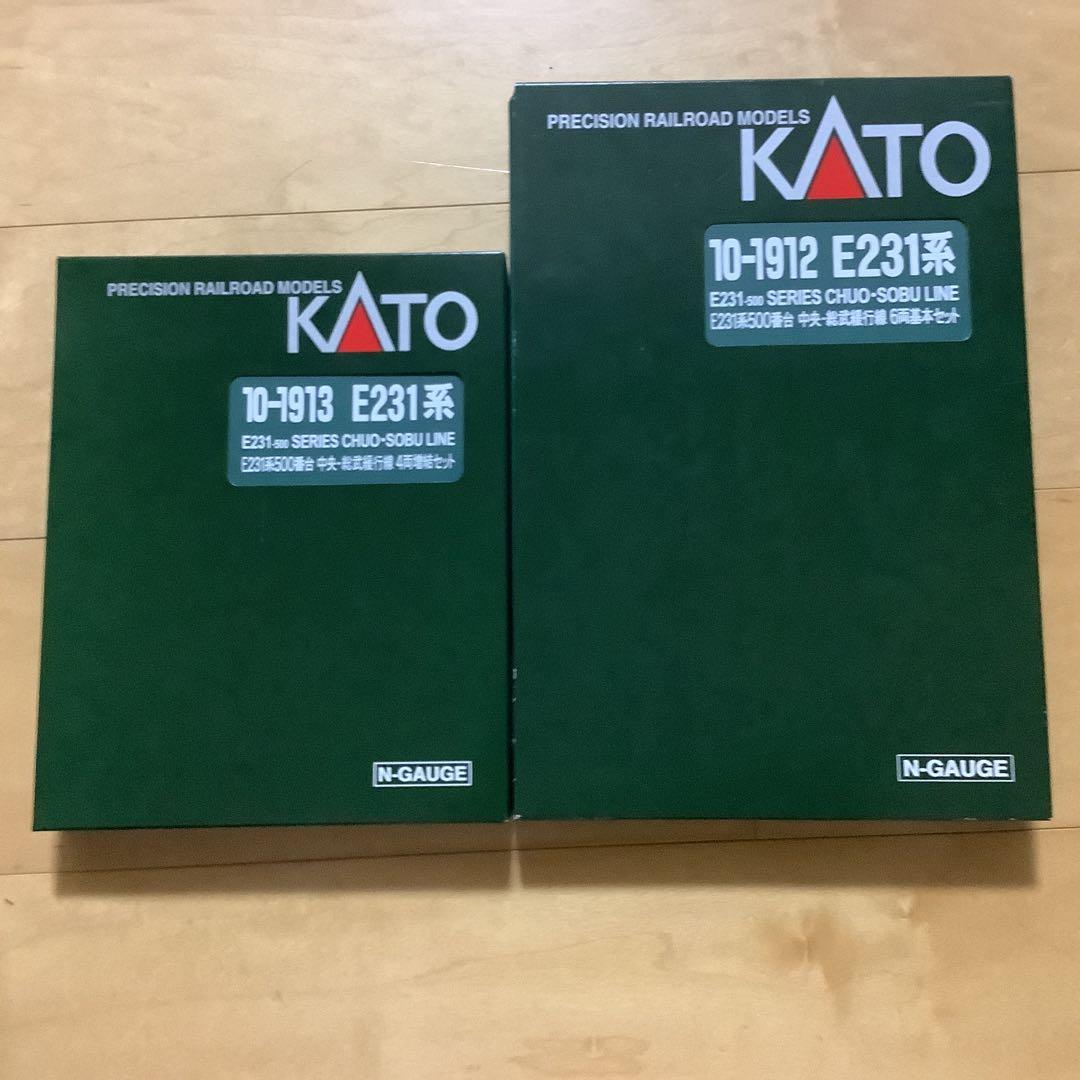 PRECISION RAILROAD MODELS
KATO
10-1913 E231系
E231-500 SERIES CHUO・SOBU LINE
E231系500番台 中央・総武緩行線 4両増結セット
N-GAUGE
PRECISION RAILROAD MODELS
KATO
10-1912 E231系
E231-500 SERIES CHUO・SOBU LINE
E231系500番台 中央・総武緩行線 6両基本セット
N-GAUGE